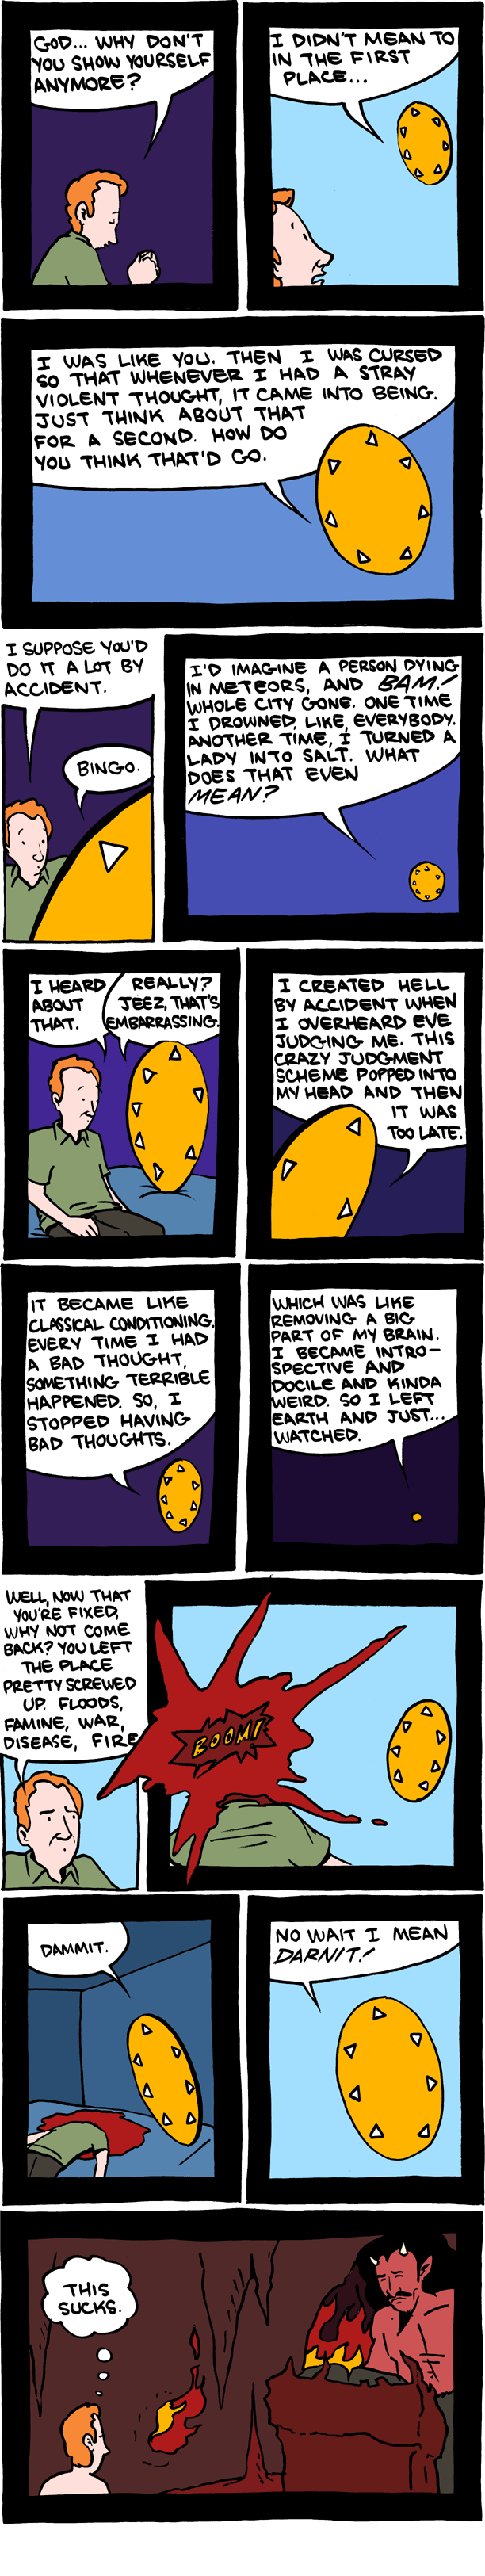 GOD... WHY DON'T
YOU SHOW YOURSELF
ANYMORE?
I DIDN'T MEAN TO
IN THE FIRST
PLACE...
I WAS LIKE YOU. THEN I WAS CURSED
SO THAT WHENEVER I HAD A STRAY
VIOLENT THOUGHT, IT CAME INTO BEING.
JUST THINK ABOUT THAT
FOR A SECOND. HOW DO
YOU THINK THAT'D GO.
I SUPPOSE YOU'D
DO IT A LOT BY
ACCIDENT.
BINGO.
I'D IMAGINE A PERSON DYING
IN METEORS, AND BAM!
WHOLE CITY GONE. ONE TIME
I DROWNED, LIKE, EVERYBODY.
ANOTHER TIME, I TURNED A
LADY INTO SALT. WHAT
DOES THAT EVEN
MEAN?
I HEARD
ABOUT
THAT.
REALLY?
JEEZ, THAT'S
EMBARRASSING.
I CREATED HELL
BY ACCIDENT WHEN
I OVERHEARD EVE
JUDGING ME. THIS
CRAZY JUDGMENT
SCHEME POPPED INTO
MY HEAD AND THEN
IT WAS
TOO LATE.
IT BECAME LIKE
CLASSICAL CONDITIONING.
EVERY TIME I HAD
A BAD THOUGHT,
SOMETHING TERRIBLE
HAPPENED. SO, I
STOPPED HAVING
BAD THOUGHTS.
WHICH WAS LIKE
REMOVING A BIG
PART OF MY BRAIN.
I BECAME INTRO-
SPECTIVE AND
DOCILE AND KINDA
WEIRD. SO I LEFT
EARTH AND JUST...
WATCHED.
WELL, NOW THAT
YOU'RE FIXED,
WHY NOT COME
BACK? YOU LEFT
THE PLACE
PRETTY SCREWED
UP. FLOODS,
FAMINE, WAR,
DISEASE, FIRE
BOOM!
DAMMIT.
NO WAIT I MEAN
DARNIT!
THIS
SUCKS.